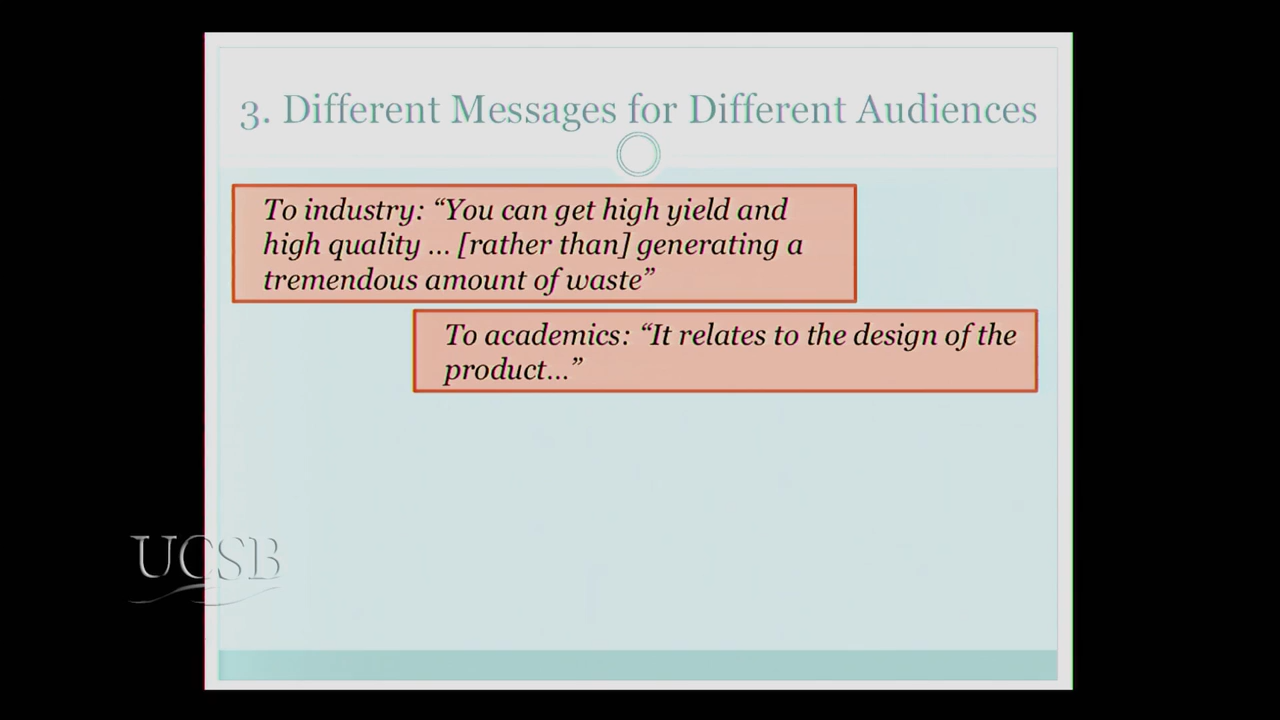 3. Different Messages for Different Audiences
To industry: “You can get high yield and
high quality … [rather than] generating a
tremendous amount of waste”
To academics: “It relates to the design of the
product…”
UCSB